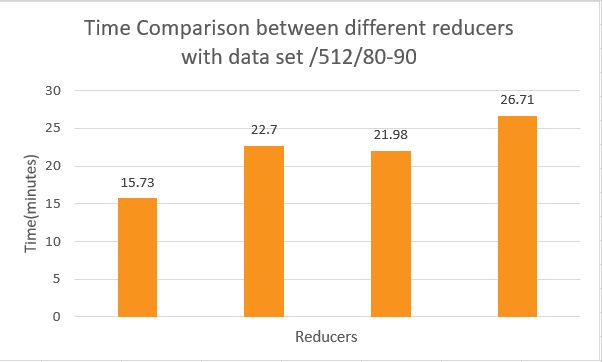 Time Comparison between different reducers
with data set /512/80-90
30
25
20
15
10
5
0
Time(minutes)
15.73
22.7
21.98
26.71
Reducers